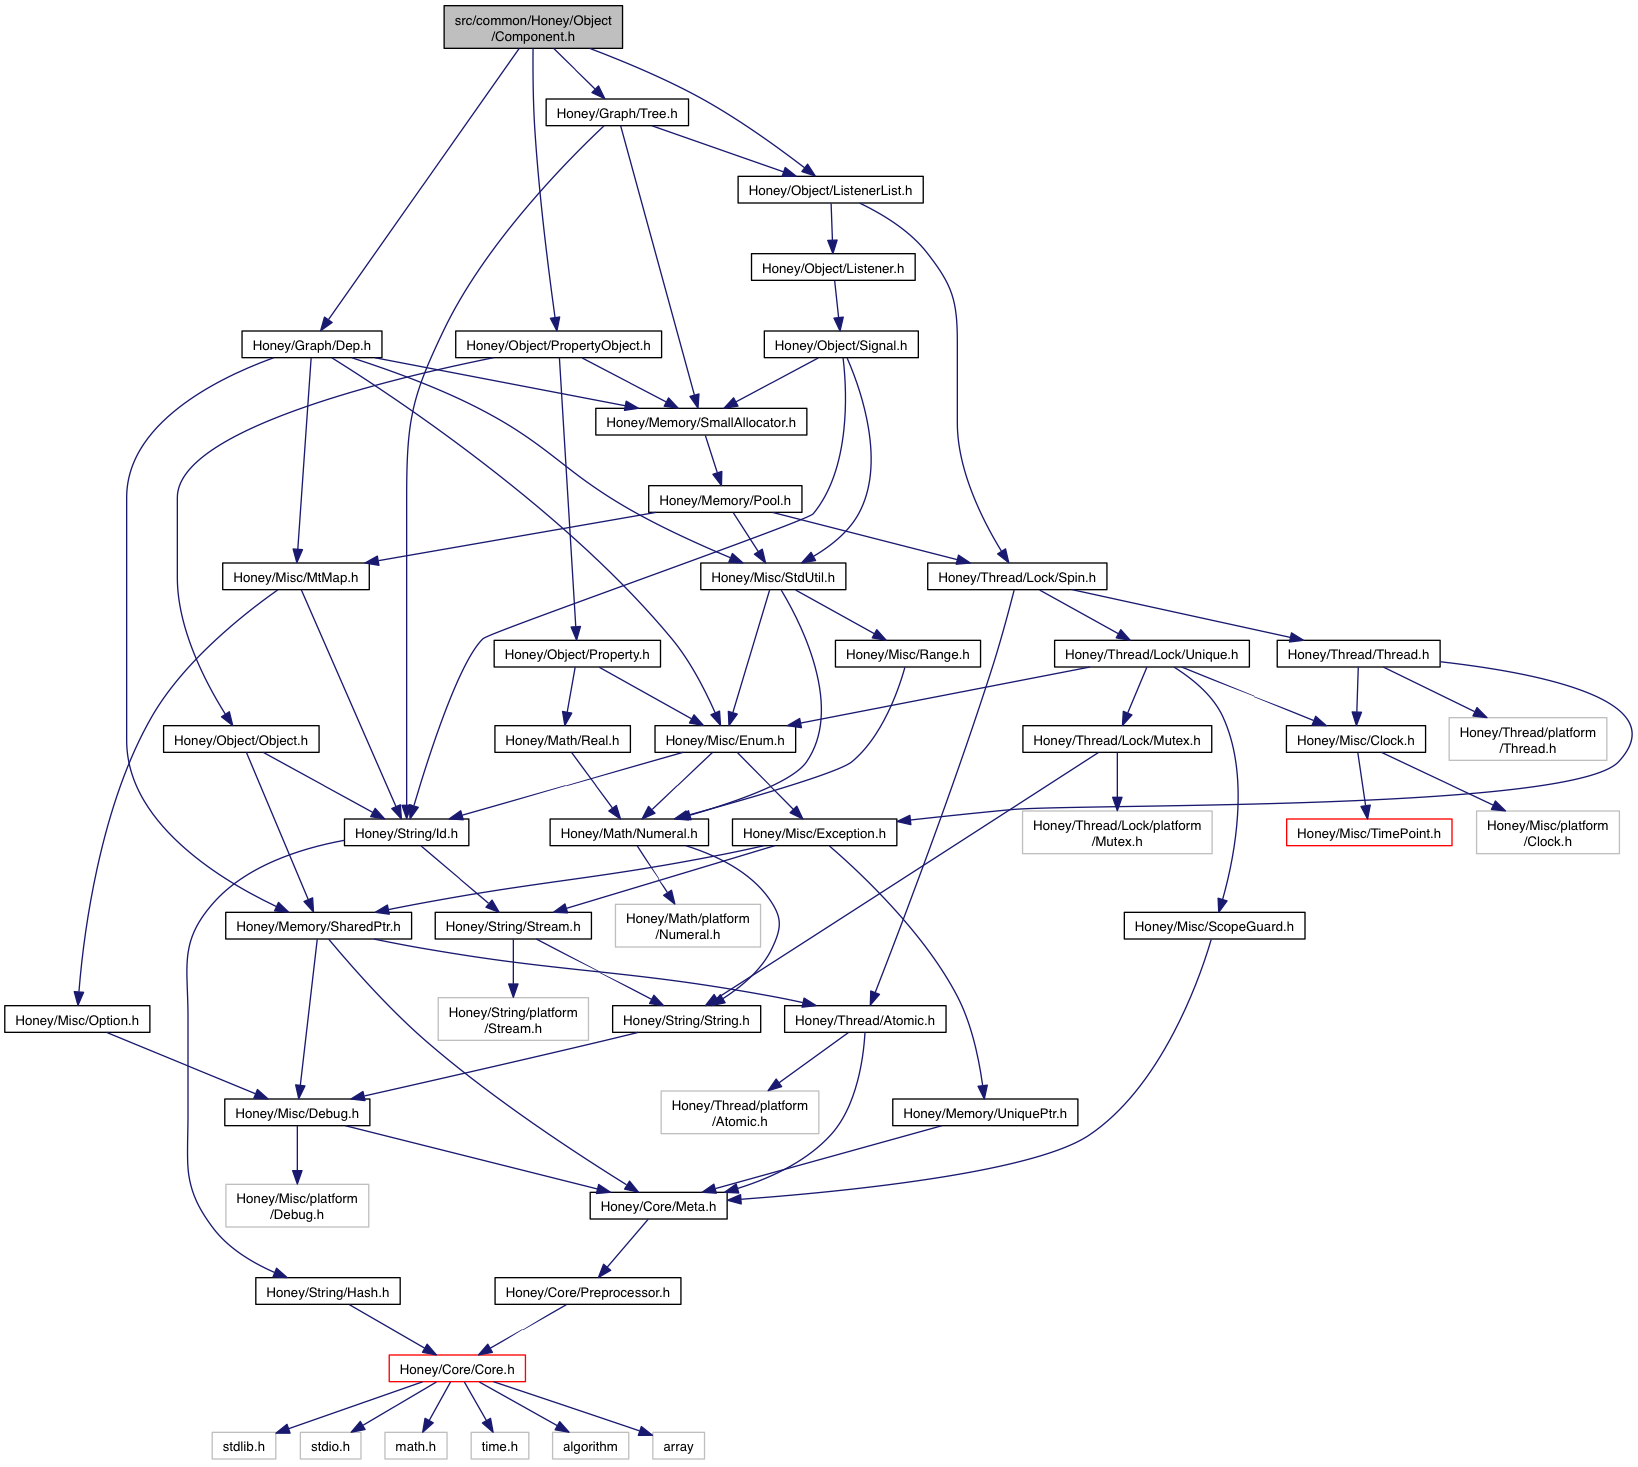 src/common/Honey/Object
/Component.h
Honey/Graph/Tree.h
Honey/Object/ListenerList.h
Honey/Object/Listener.h
Honey/Graph/Dep.h
Honey/Object/PropertyObject.h
Honey/Object/Signal.h
Honey/Memory/SmallAllocator.h
Honey/Memory/Pool.h
Honey/Misc/MtMap.h
Honey/Misc/StdUtil.h
Honey/Thread/Lock/Spin.h
Honey/Object/Property.h
Honey/Misc/Range.h
Honey/Thread/Lock/Unique.h
Honey/Thread/Thread.h
Honey/Object/Object.h
Honey/Math/Real.h
Honey/Misc/Enum.h
Honey/Thread/Lock/Mutex.h
Honey/Misc/Clock.h
Honey/Thread/platform
/Thread.h
Honey/String/Id.h
Honey/Math/Numeral.h
Honey/Misc/Exception.h
Honey/Thread/Lock/platform
/Mutex.h
Honey/Misc/TimePoint.h
Honey/Misc/platform
/Clock.h
Honey/Memory/SharedPtr.h
Honey/String/Stream.h
Honey/Math/platform
/Numeral.h
Honey/Misc/ScopeGuard.h
Honey/Misc/Option.h
Honey/String/platform
/Stream.h
Honey/String/String.h
Honey/Thread/Atomic.h
Honey/Misc/Debug.h
Honey/Thread/platform
/Atomic.h
Honey/Memory/UniquePtr.h
Honey/Misc/platform
/Debug.h
Honey/Core/Meta.h
Honey/String/Hash.h
Honey/Core/Preprocessor.h
Honey/Core/Core.h
stdlib.h
stdio.h
math.h
time.h
algorithm
array